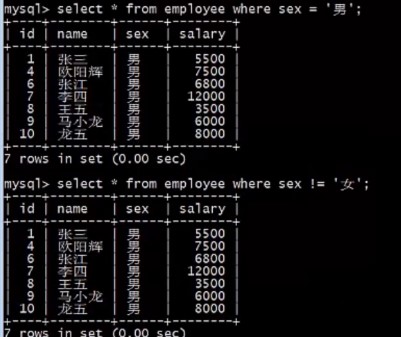 mysql> select * from employee where sex = '男';
+----+--------+-----+--------+
| id | name | sex | salary |
+----+--------+-----+--------+
| 1 | 张三 | 男 | 5500 |
| 4 | 欧阳辉 | 男 | 7500 |
| 6 | 张江 | 男 | 6800 |
| 7 | 李四 | 男 | 12000 |
| 8 | 王五 | 男 | 3500 |
| 9 | 马小龙 | 男 | 6000 |
| 10 | 龙五 | 男 | 8000 |
+----+--------+-----+--------+
7 rows in set (0.00 sec)
mysql> select * from employee where sex != '女';
+----+--------+-----+--------+
| id | name | sex | salary |
+----+--------+-----+--------+
| 1 | 张三 | 男 | 5500 |
| 4 | 欧阳辉 | 男 | 7500 |
| 6 | 张江 | 男 | 6800 |
| 7 | 李四 | 男 | 12000 |
| 8 | 王五 | 男 | 3500 |
| 9 | 马小龙 | 男 | 6000 |
| 10 | 龙五 | 男 | 8000 |
+----+--------+-----+--------+
7 rows in set (0.00 sec)